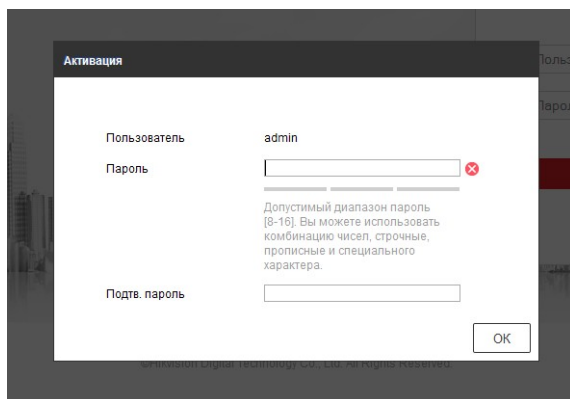 Активация
Пользователь admin
Пароль
Допустимый диапазон пароль
[8-16]. Вы можете использовать
комбинацию чисел, строчные,
прописные и специального
характера.
Подтв. пароль
OK
©Hikvision Digital Technology Co., Ltd. All Rights Reserved.